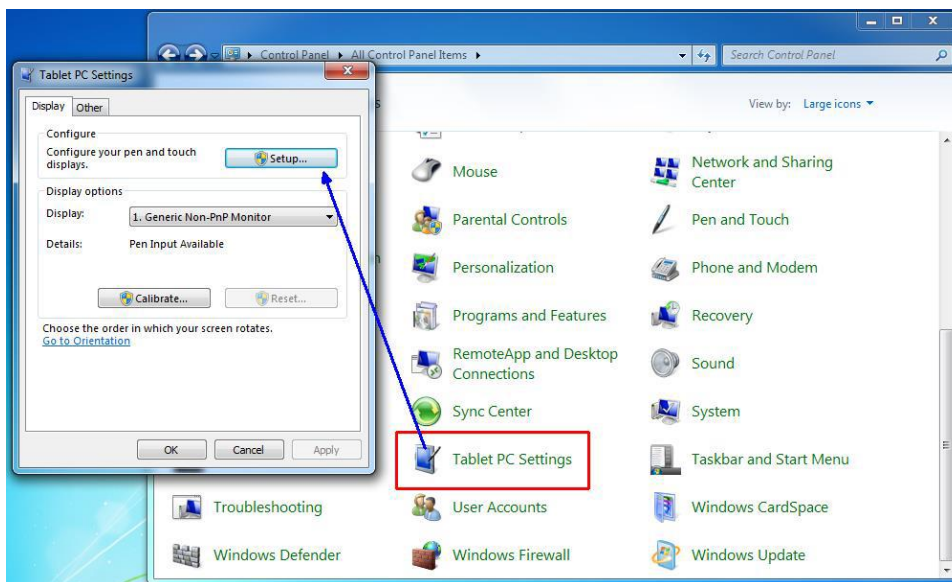 Control Panel
All Control Panel Items
Search Control Panel
Tablet PC Settings
Display
Other
Configure
Configure your pen and touch
displays.
Setup...
Display options
Display:
1. Generic Non-PnP Monitor
Details:
Pen Input Available
Calibrate...
Reset...
Choose the order in which your screen rotates.
Go to Orientation
OK
Cancel
Apply
View by:
Large icons
Mouse
Network and Sharing
Center
Parental Controls
Pen and Touch
Personalization
Phone and Modem
Programs and Features
Recovery
RemoteApp and Desktop
Connections
Sound
Sync Center
System
Tablet PC Settings
Taskbar and Start Menu
Troubleshooting
User Accounts
Windows CardSpace
Windows Defender
Windows Firewall
Windows Update